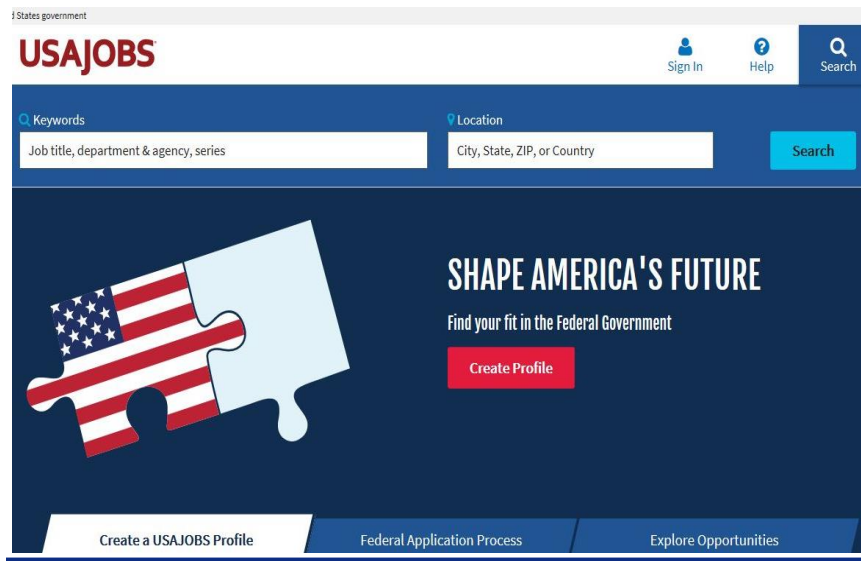 States government
USAJOBS
Sign In
Help
Search
Keywords
Location
Job title, department & agency, series
City, State, ZIP, or Country
Search
SHAPE AMERICA'S FUTURE
Find your fit in the Federal Government
Create Profile
Create a USAJOBS Profile
Federal Application Process
Explore Opportunities